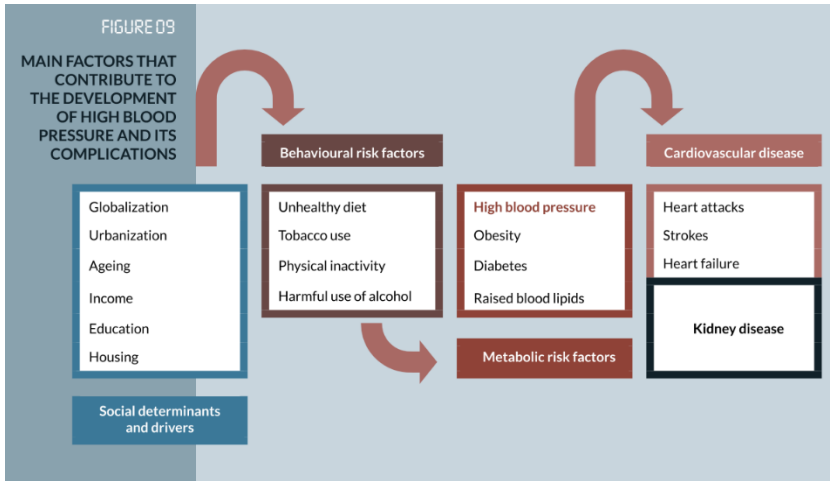 FIGURE 09
MAIN FACTORS THAT
CONTRIBUTE TO
THE DEVELOPMENT
OF HIGH BLOOD
PRESSURE AND ITS
COMPLICATIONS
Globalization
Urbanization
Ageing
Income
Education
Housing
Social determinants
and drivers
Behavioural risk factors
Unhealthy diet
Tobacco use
Physical inactivity
Harmful use of alcohol
High blood pressure
Obesity
Diabetes
Raised blood lipids
Metabolic risk factors
Cardiovascular disease
Heart attacks
Strokes
Heart failure
Kidney disease